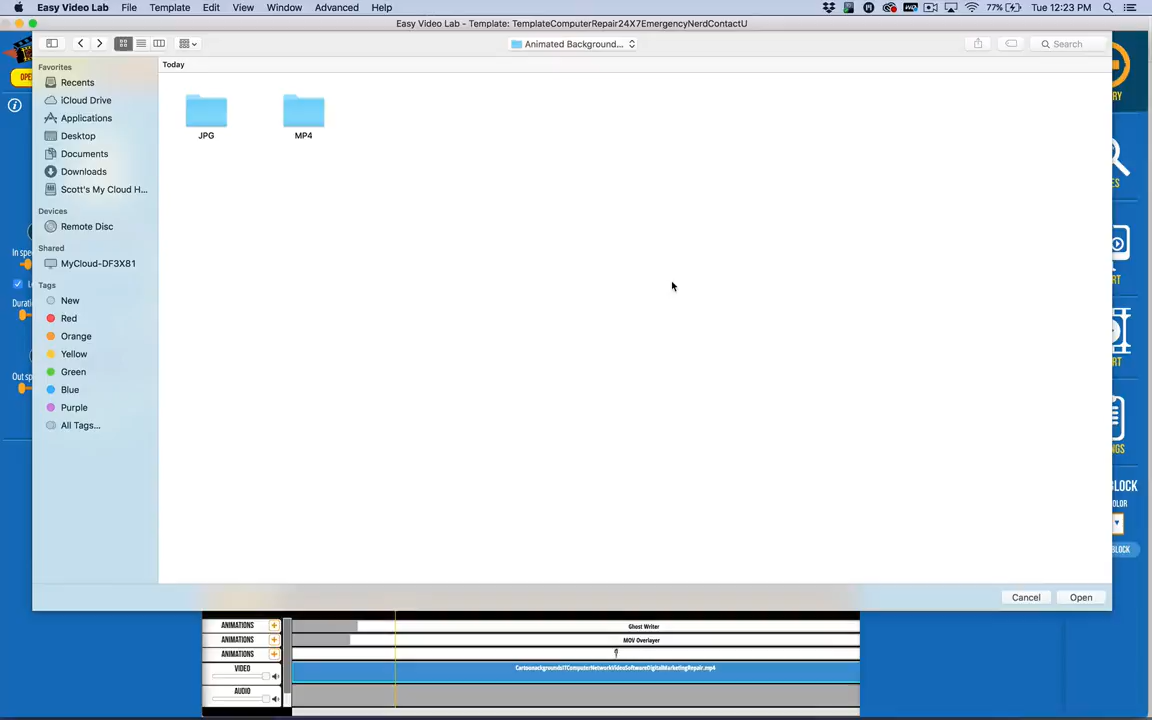 Easy Video Lab File Template Edit View Window Advanced Help 77% Tue 12:23 PM
Easy Video Lab - Template: TemplateComputerRepair24X7EmergencyNerdContactU
Animated Background... Search
Favorites
Today
Recents
iCloud Drive
Applications
Desktop
Documents
Downloads
Scott's My Cloud H...
JPG MP4
Devices
Remote Disc
Shared
MyCloud-DF3X81
Tags
New
Red
Orange
Yellow
Green
Blue
Purple
All Tags...
Cancel Open
ANIMATIONS + Ghost Writer
ANIMATIONS + MOV Overlayer
ANIMATIONS +
VIDEO
AUDIO